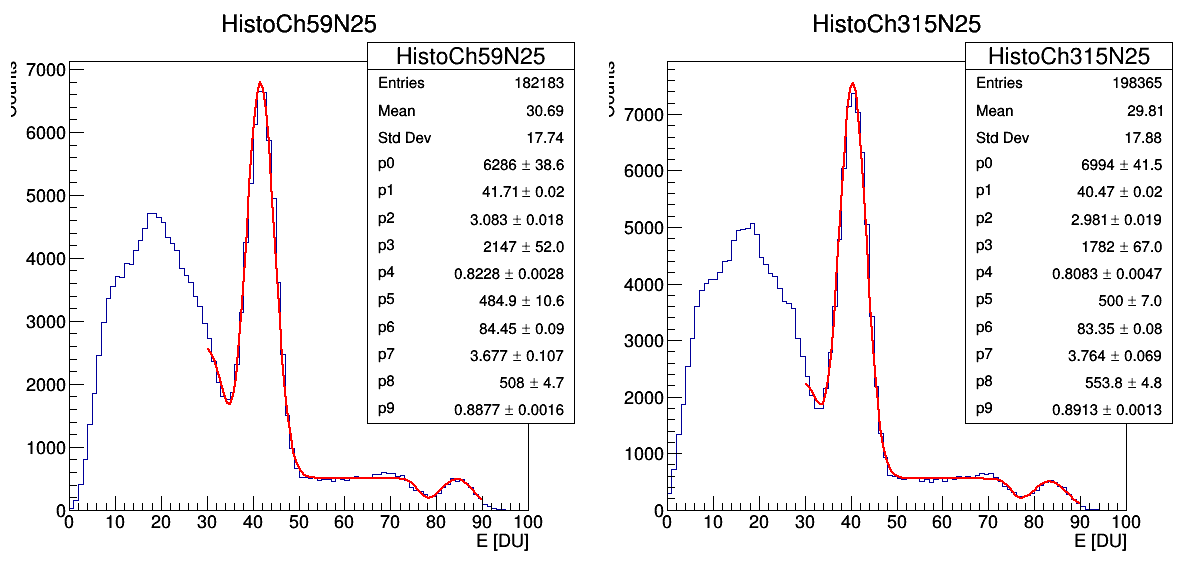 HistoCh59N25
HistoCh59N25
Entries 182183
Mean 30.69
Std Dev 17.74
p0 6286 ± 38.6
p1 41.71 ± 0.02
p2 3.083 ± 0.018
p3 2147 ± 52.0
p4 0.8228 ± 0.0028
p5 484.9 ± 10.6
p6 84.45 ± 0.09
p7 3.677 ± 0.107
p8 508 ± 4.7
p9 0.8877 ± 0.0016
7000
6000
5000
4000
3000
2000
1000
0
0 10 20 30 40 50 60 70 80 90 100
E [DU]
HistoCh315N25
HistoCh315N25
Entries 198365
Mean 29.81
Std Dev 17.88
p0 6994 ± 41.5
p1 40.47 ± 0.02
p2 2.981 ± 0.019
p3 1782 ± 67.0
p4 0.8083 ± 0.0047
p5 500 ± 7.0
p6 83.35 ± 0.08
p7 3.764 ± 0.069
p8 553.8 ± 4.8
p9 0.8913 ± 0.0013
7000
6000
5000
4000
3000
2000
1000
0
0 10 20 30 40 50 60 70 80 90 100
E [DU]